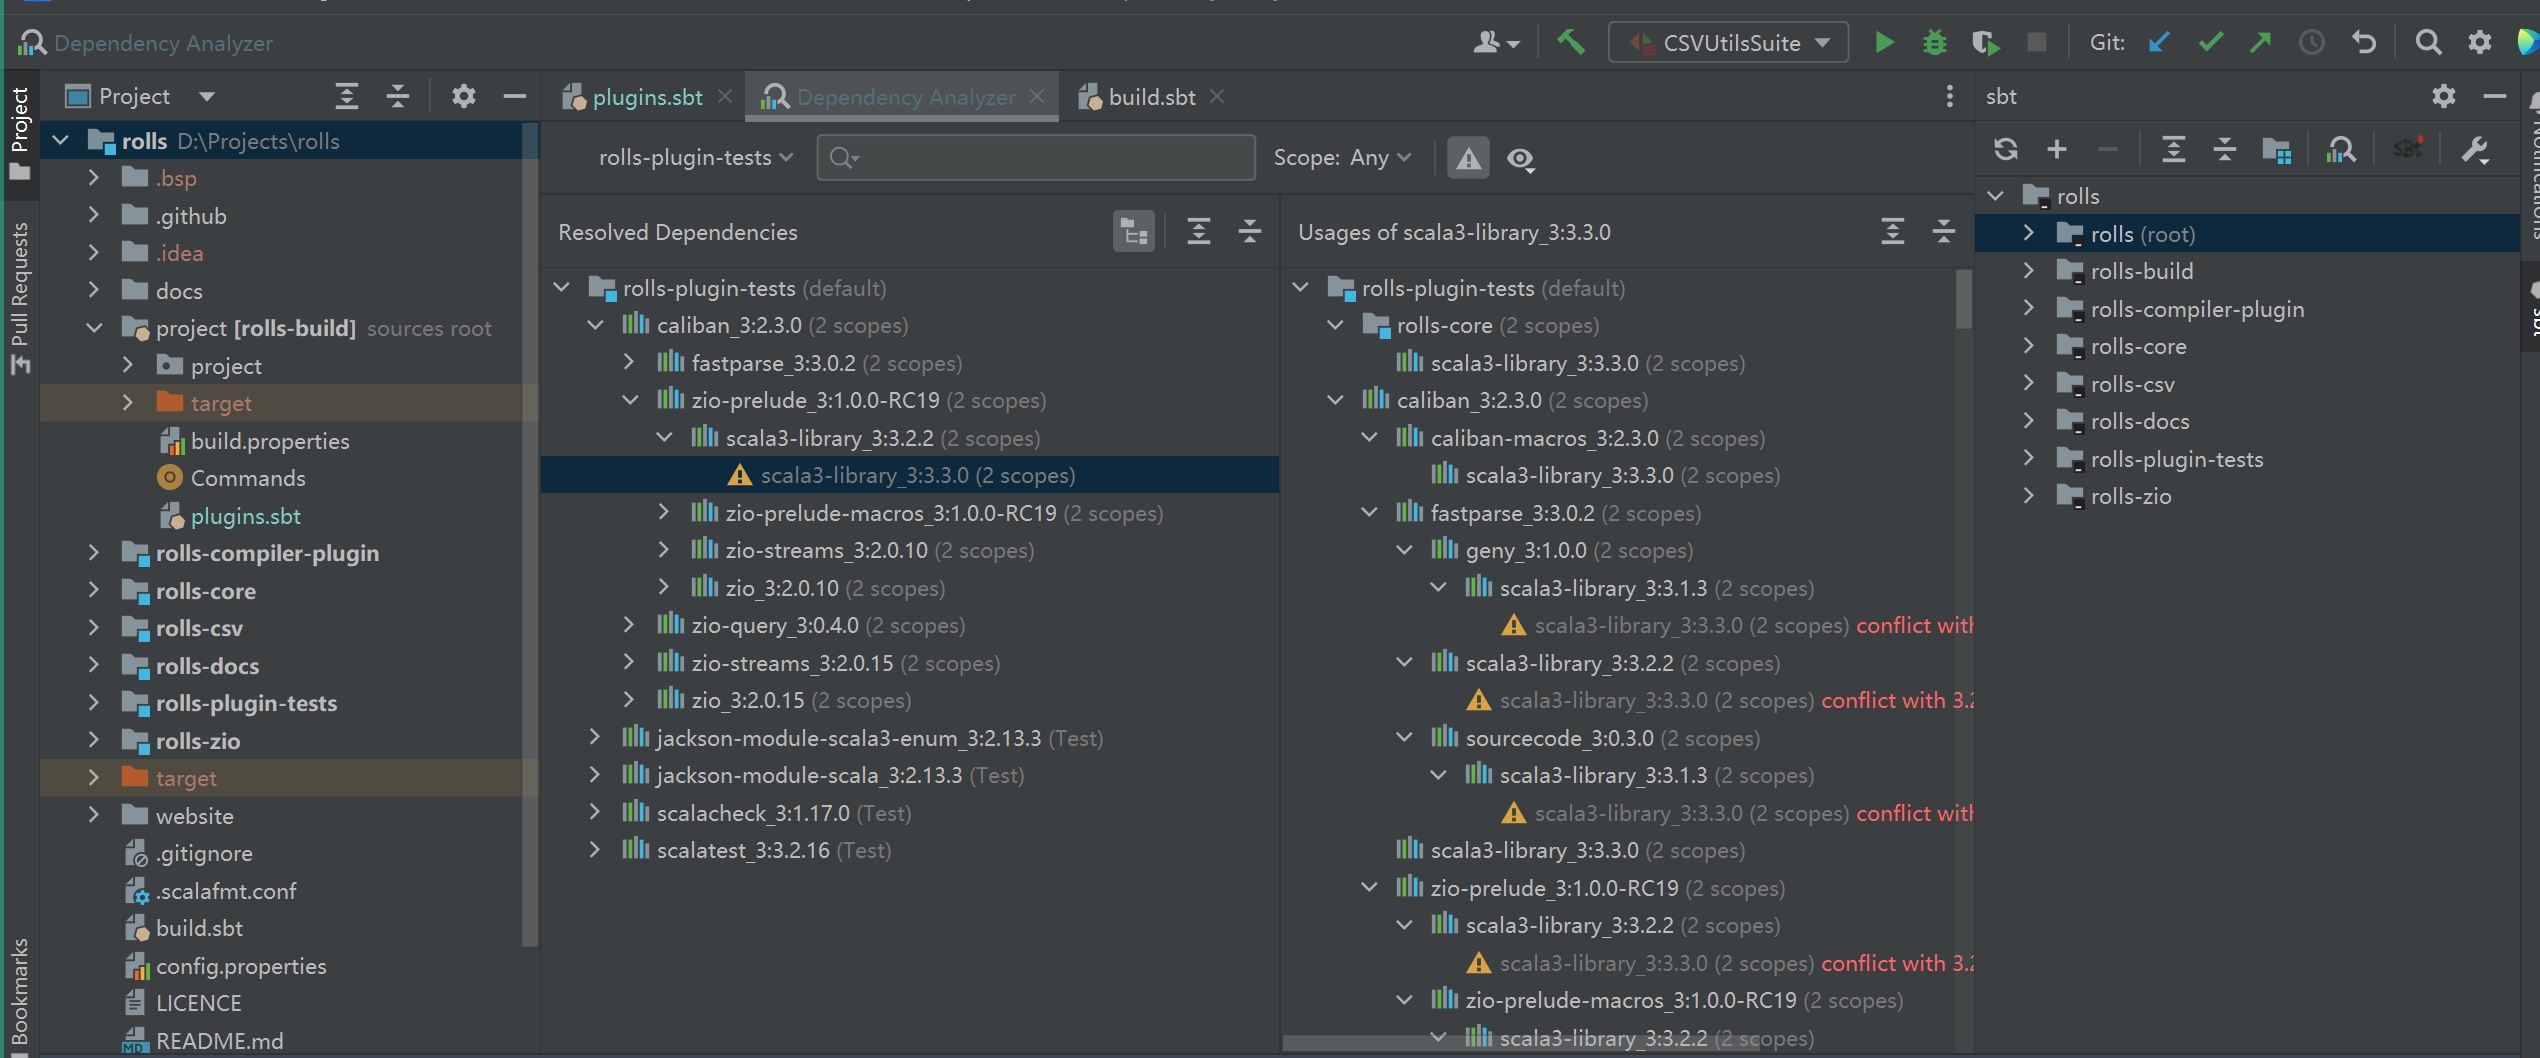 Dependency Analyzer
CSVUtilsSuite
Git:
Project
Pull Requests
Bookmarks
Project
rolls D:\Projects\rolls
.bsp
.github
.idea
docs
project [rolls-build] sources root
project
target
build.properties
Commands
plugins.sbt
rolls-compiler-plugin
rolls-core
rolls-csv
rolls-docs
rolls-plugin-tests
rolls-zio
target
website
.gitignore
.scalafmt.conf
build.sbt
config.properties
LICENCE
MD README.md
plugins.sbt
Dependency Analyzer
build.sbt
rolls-plugin-tests
Scope: Any
Resolved Dependencies
rolls-plugin-tests (default)
caliban_3:2.3.0 (2 scopes)
fastparse_3:3.0.2 (2 scopes)
zio-prelude_3:1.0.0-RC19 (2 scopes)
scala3-library_3:3.2.2 (2 scopes)
scala3-library_3:3.3.0 (2 scopes)
zio-prelude-macros_3:1.0.0-RC19 (2 scopes)
zio-streams_3:2.0.10 (2 scopes)
zio_3:2.0.10 (2 scopes)
zio-query_3:0.4.0 (2 scopes)
zio-streams_3:2.0.15 (2 scopes)
zio_3:2.0.15 (2 scopes)
jackson-module-scala3-enum_3:2.13.3 (Test)
jackson-module-scala_3:2.13.3 (Test)
scalacheck_3:1.17.0 (Test)
scalatest_3:3.2.16 (Test)
Usages of scala3-library_3:3.3.0
rolls-plugin-tests (default)
rolls-core (2 scopes)
scala3-library_3:3.3.0 (2 scopes)
caliban_3:2.3.0 (2 scopes)
caliban-macros_3:2.3.0 (2 scopes)
scala3-library_3:3.3.0 (2 scopes)
fastparse_3:3.0.2 (2 scopes)
geny_3:1.0.0 (2 scopes)
scala3-library_3:3.1.3 (2 scopes)
scala3-library_3:3.3.0 (2 scopes) conflict with
scala3-library_3:3.2.2 (2 scopes)
scala3-library_3:3.3.0 (2 scopes) conflict with 3.2
sourcecode_3:0.3.0 (2 scopes)
scala3-library_3:3.1.3 (2 scopes)
scala3-library_3:3.3.0 (2 scopes) conflict with
scala3-library_3:3.3.0 (2 scopes)
zio-prelude_3:1.0.0-RC19 (2 scopes)
scala3-library_3:3.2.2 (2 scopes)
scala3-library_3:3.3.0 (2 scopes) conflict with 3.2
zio-prelude-macros_3:1.0.0-RC19 (2 scopes)
scala3-library_3:3.2.2 (2 scopes)
sbt
sbt
rolls
rolls (root)
rolls-build
rolls-compiler-plugin
rolls-core
rolls-csv
rolls-docs
rolls-plugin-tests
rolls-zio
Notifications
sbt